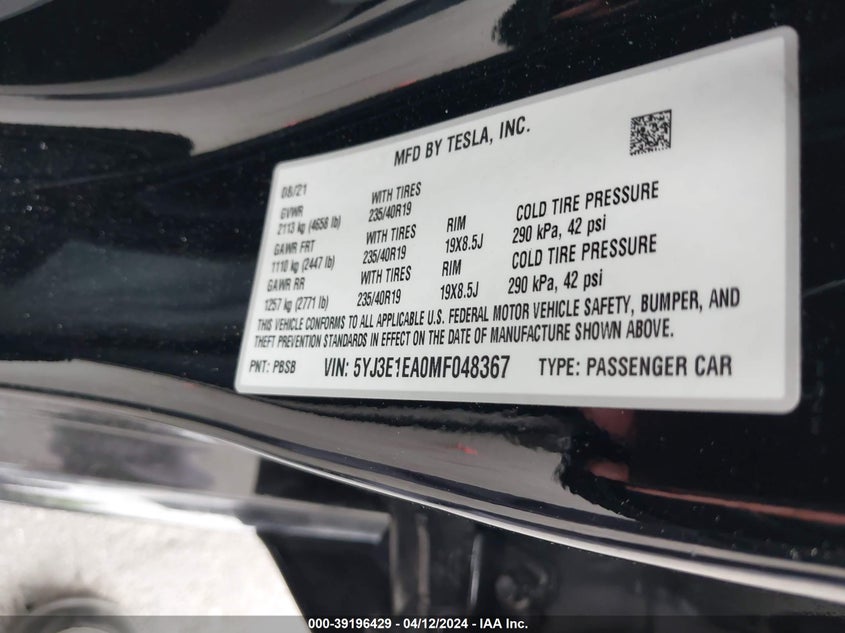 MFD BY TESLA, INC.
08/21
GVWR
2113 kg (4658 lb)
WITH TIRES
235/40R19
GAWR FRT
1110 kg (2447 lb)
WITH TIRES
235/40R19
RIM
19X8.5J
COLD TIRE PRESSURE
290 kPa, 42 psi
GAWR RR
1257 kg (2771 lb)
WITH TIRES
235/40R19
RIM
19X8.5J
COLD TIRE PRESSURE
290 kPa, 42 psi
THIS VEHICLE CONFORMS TO ALL APPLICABLE U.S. FEDERAL MOTOR VEHICLE SAFETY, BUMPER, AND
THEFT PREVENTION STANDARDS IN EFFECT ON THE DATE OF MANUFACTURE SHOWN ABOVE.
PNT: PBSB VIN: 5YJ3E1EA0MF048367 TYPE: PASSENGER CAR
000-39196429 - 04/12/2024 - IAA Inc.